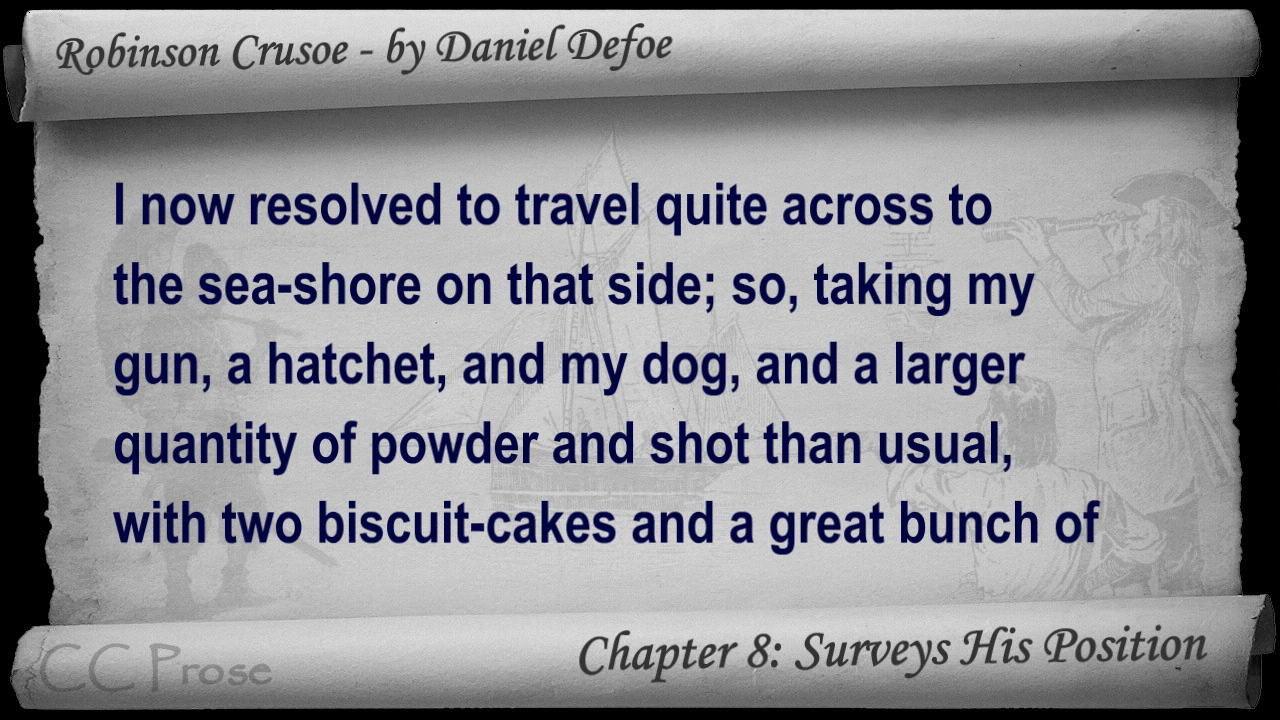 Robinson Crusoe - by Daniel Defoe
I now resolved to travel quite across to
the sea-shore on that side; so, taking my
gun, a hatchet, and my dog, and a larger
quantity of powder and shot than usual,
with two biscuit-cakes and a great bunch of
Chapter 8: Surveys His Position
CC Prose